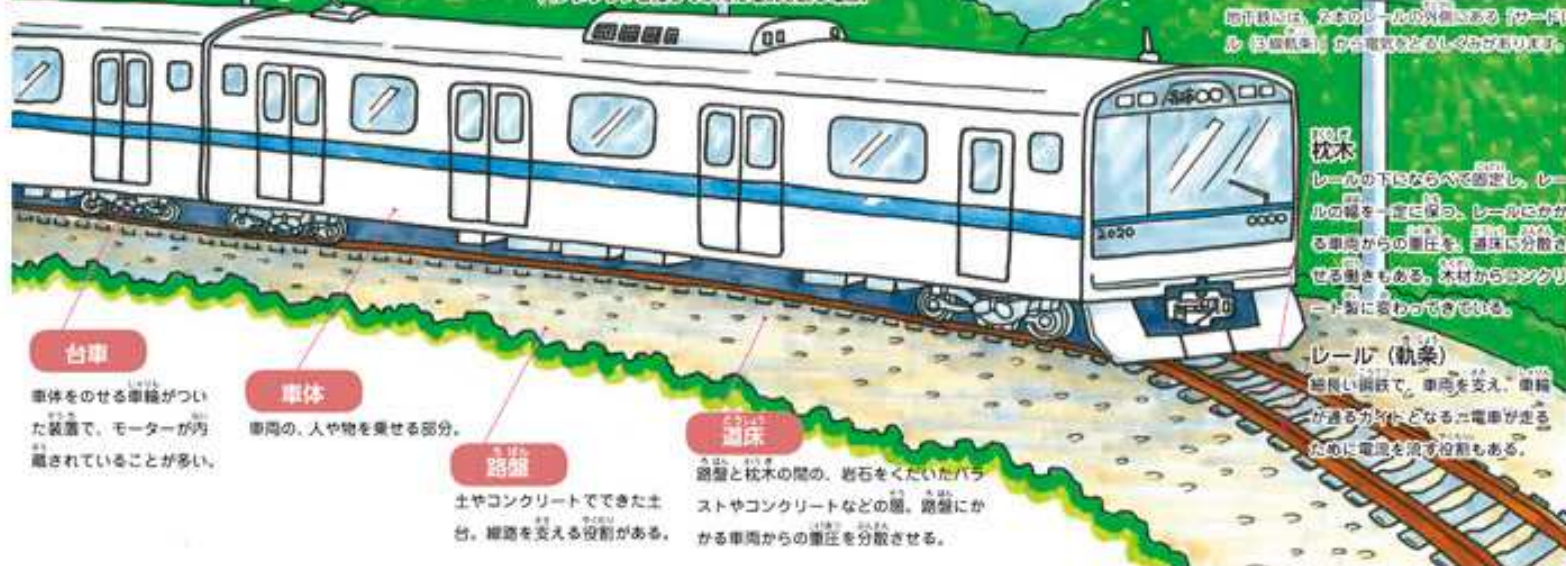 地下鉄には、2本のレールの外側にある「サード
ル（3線軌条）」から電気をとるしくみがあります。
枕木
レールの下にならべて固定し、レー
ルの幅を一定に保つ。レールにかか
る車両からの重圧を、道床に分散さ
せる働きもある。木材からコンクリ
ート製に変わってきている。
レール（軌条）
細長い鋼鉄で、車両を支え、車輪
が通るガイドとなる。電車が走る
ために電流を流す役割もある。
2020
台車
車体をのせる車輪がつい
た装置で、モーターが内
蔵されていることが多い。
車体
車両の、人や物を乗せる部分。
路盤
土やコンクリートでできた土
台。線路を支える役割がある。
道床
路盤と枕木の間の、岩石をくだいたバラ
ストやコンクリートなどの層。路盤にか
かる車両からの重圧を分散させる。